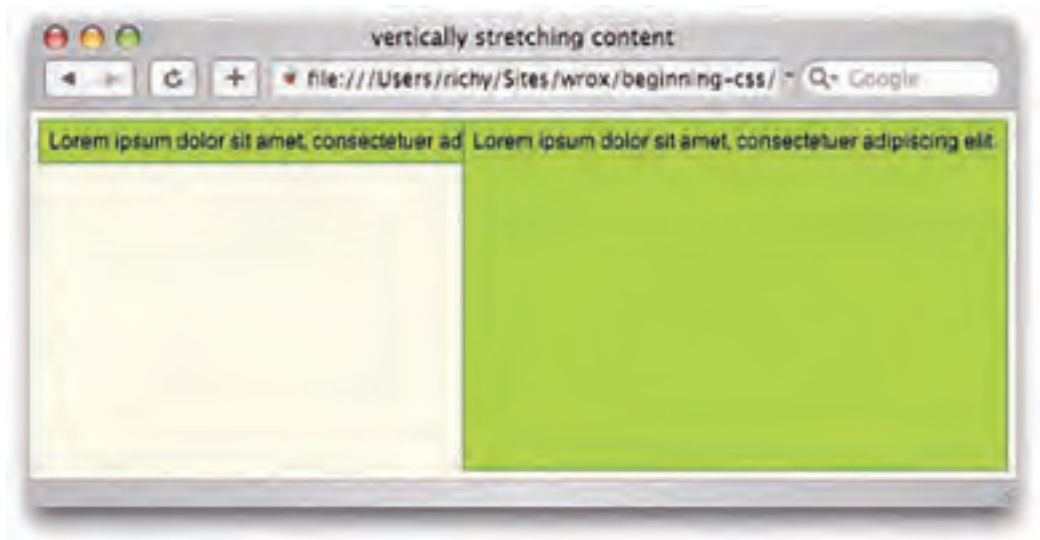 vertically stretching content
file:///Users/richy/Sites/wrox/beginning-css/
Google
Lorem ipsum dolor sit amet, consectetuer ad
Lorem ipsum dolor sit amet, consectetuer adipiscing elit.